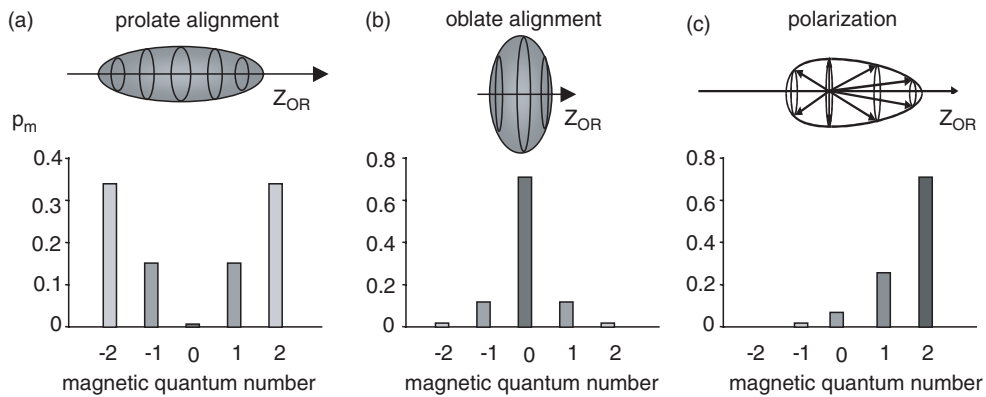 (a) prolate alignment
Z_OR
p_m
0.4
0.3
0.2
0.1
0
-2 -1 0 1 2
magnetic quantum number
(b) oblate alignment
Z_OR
0.8
0.6
0.4
0.2
0
-2 -1 0 1 2
magnetic quantum number
(c) polarization
Z_OR
0.8
0.6
0.4
0.2
0
-2 -1 0 1 2
magnetic quantum number